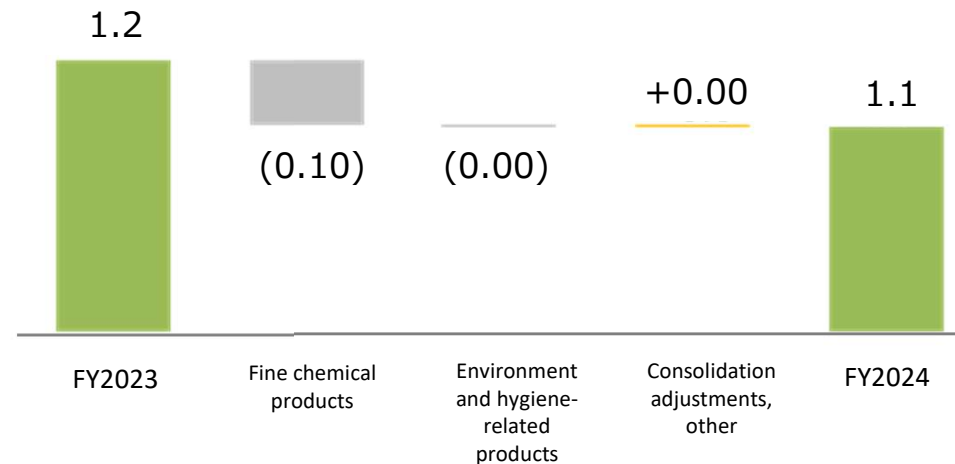 1.2
(0.10)
(0.00)
+0.00
1.1
FY2023
Fine chemical
products
Environment
and hygiene-
related
products
Consolidation
adjustments,
other
FY2024